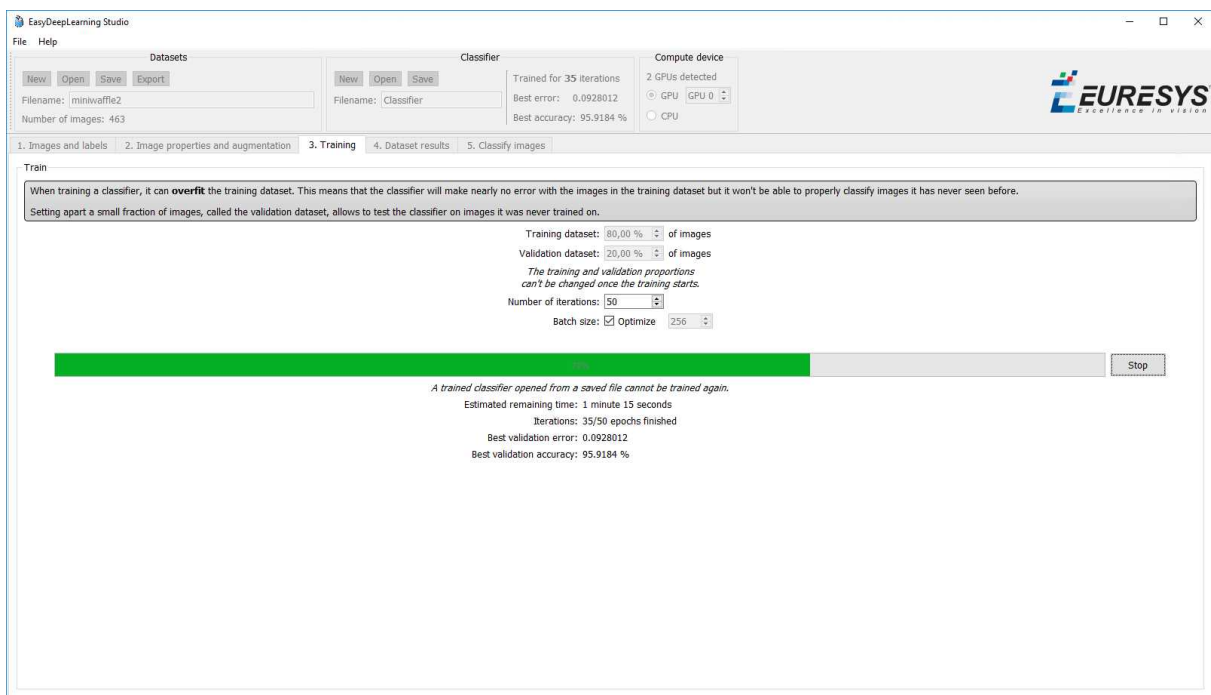 EasyDeepLearning Studio
File Help
Datasets
New Open Save Export
Filename: miniwaffle2
Number of images: 463
Classifier
New Open Save
Filename: Classifier
Trained for 35 iterations
Best error: 0.0928012
Best accuracy: 95.9184 %
Compute device
2 GPUs detected
GPU GPU 0
CPU
EURESYS
Excellence in vision
1. Images and labels 2. Image properties and augmentation 3. Training 4. Dataset results 5. Classify images
Train
When training a classifier, it can overfit the training dataset. This means that the classifier will make nearly no error with the images in the training dataset but it won't be able to properly classify images it has never seen before.
Setting apart a small fraction of images, called the validation dataset, allows to test the classifier on images it was never trained on.
Training dataset: 80,00 % of images
Validation dataset: 20,00 % of images
The training and validation proportions
can't be changed once the training starts.
Number of iterations: 50
Batch size: Optimize 256
Stop
A trained classifier opened from a saved file cannot be trained again.
Estimated remaining time: 1 minute 15 seconds
Iterations: 35/50 epochs finished
Best validation error: 0.0928012
Best validation accuracy: 95.9184 %